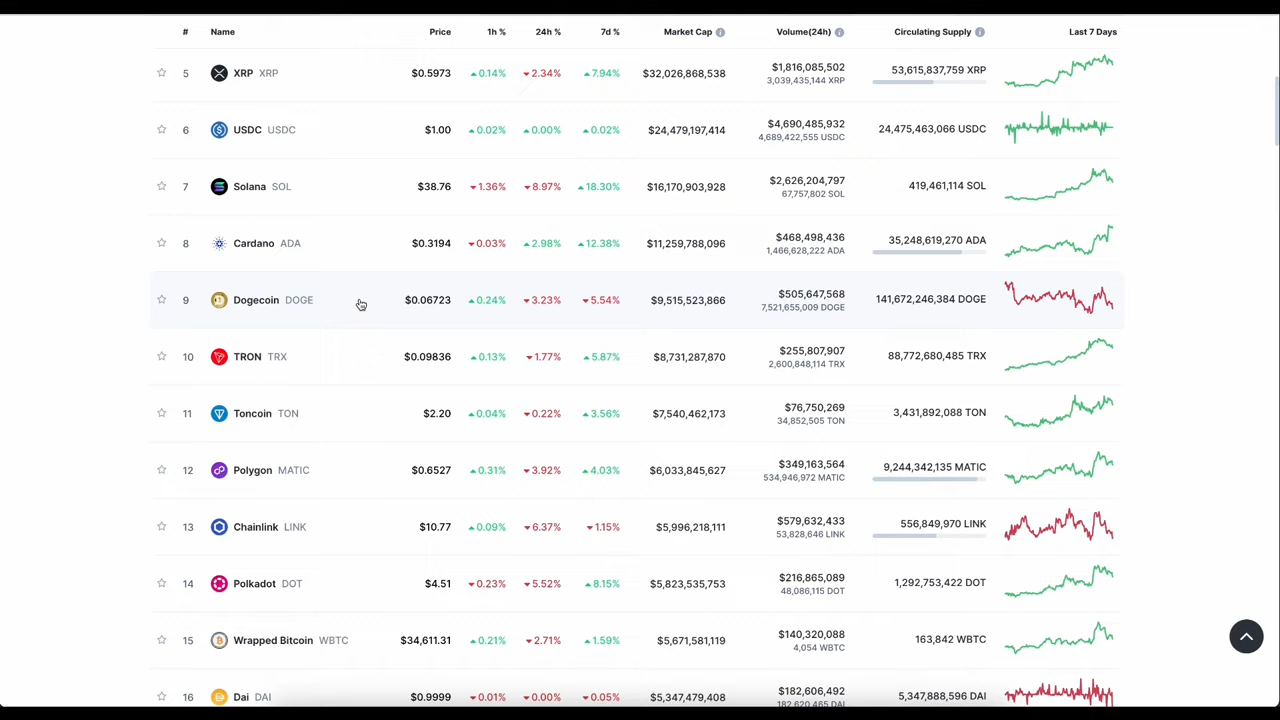 # Name Price 1h % 24h % 7d % Market Cap Volume(24h) Circulating Supply Last 7 Days
5 XRP XRP $0.5973 0.14% 2.34% 7.94% $32,026,868,538 $1,816,085,502 53,615,837,759 XRP
3,039,435,144 XRP
6 USDC USDC $1.00 0.02% 0.00% 0.02% $24,479,197,414 $4,690,485,932 24,475,463,066 USDC
4,689,422,555 USDC
7 Solana SOL $38.76 1.36% 8.97% 18.30% $16,170,903,928 $2,626,204,797 419,461,114 SOL
67,757,802 SOL
8 Cardano ADA $0.3194 0.03% 2.98% 12.38% $11,259,788,096 $468,498,436 35,248,619,270 ADA
1,466,628,222 ADA
9 Dogecoin DOGE $0.06723 0.24% 3.23% 5.54% $9,515,523,866 $505,647,568 141,672,246,384 DOGE
7,521,655,009 DOGE
10 TRON TRX $0.09836 0.13% 1.77% 5.87% $8,731,287,870 $255,807,907 88,772,680,485 TRX
2,600,848,114 TRX
11 Toncoin TON $2.20 0.04% 0.22% 3.56% $7,540,462,173 $76,750,269 3,431,892,088 TON
34,852,505 TON
12 Polygon MATIC $0.6527 0.31% 3.92% 4.03% $6,033,845,627 $349,163,564 9,244,342,135 MATIC
534,946,972 MATIC
13 Chainlink LINK $10.77 0.09% 6.37% 1.15% $5,996,218,111 $579,632,433 556,849,970 LINK
53,828,646 LINK
14 Polkadot DOT $4.51 0.23% 5.52% 8.15% $5,823,535,753 $216,865,089 1,292,753,422 DOT
48,086,115 DOT
15 Wrapped Bitcoin WBTC $34,611.31 0.21% 2.71% 1.59% $5,671,581,119 $140,320,088 163,842 WBTC
4,054 WBTC
16 Dai DAI $0.9999 0.01% 0.00% 0.05% $5,347,479,408 $182,606,492 5,347,888,596 DAI
182,620,465 DAI